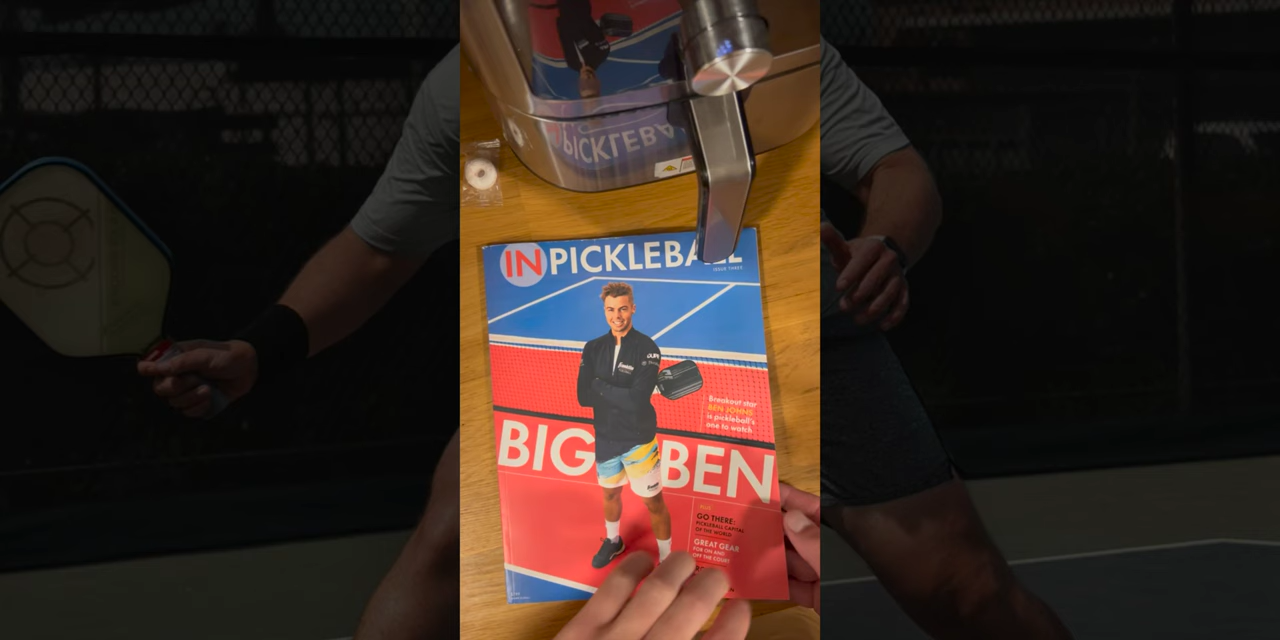 INPICKLEBALL
ISSUE THREE
Breakout star
BEN JOHNS
is pickleball's
one to watch
BIG BEN
PLUS
GO THERE:
PICKLEBALL CAPITAL
OF THE WORLD
GREAT GEAR
FOR ON AND
OFF THE COURT